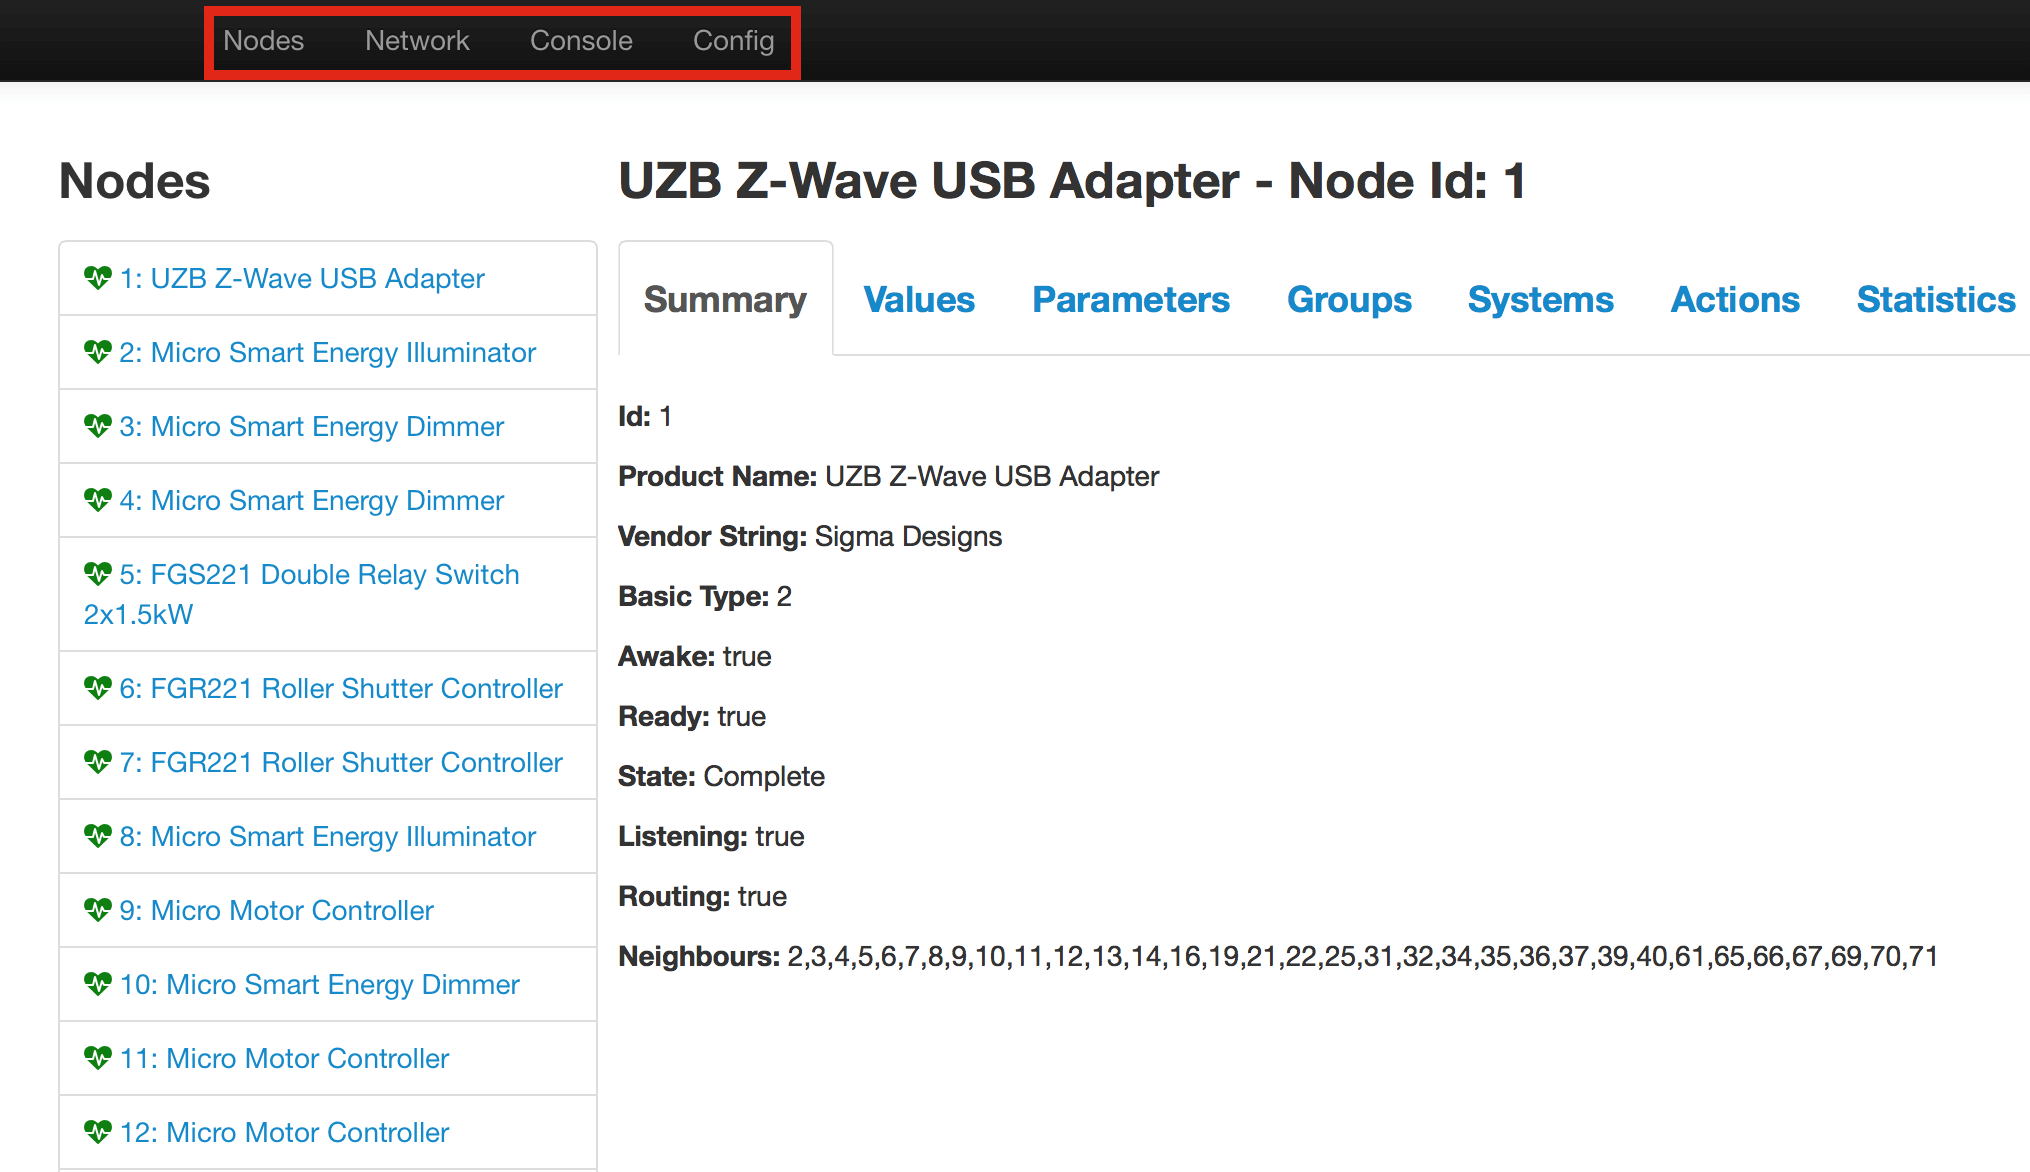 Nodes Network Console Config
Nodes
1: UZB Z-Wave USB Adapter
2: Micro Smart Energy Illuminator
3: Micro Smart Energy Dimmer
4: Micro Smart Energy Dimmer
5: FGS221 Double Relay Switch
2x1.5kW
6: FGR221 Roller Shutter Controller
7: FGR221 Roller Shutter Controller
8: Micro Smart Energy Illuminator
9: Micro Motor Controller
10: Micro Smart Energy Dimmer
11: Micro Motor Controller
12: Micro Motor Controller
UZB Z-Wave USB Adapter - Node Id: 1
Summary Values Parameters Groups Systems Actions Statistics
Id: 1
Product Name: UZB Z-Wave USB Adapter
Vendor String: Sigma Designs
Basic Type: 2
Awake: true
Ready: true
State: Complete
Listening: true
Routing: true
Neighbours: 2,3,4,5,6,7,8,9,10,11,12,13,14,16,19,21,22,25,31,32,34,35,36,37,39,40,61,65,66,67,69,70,71